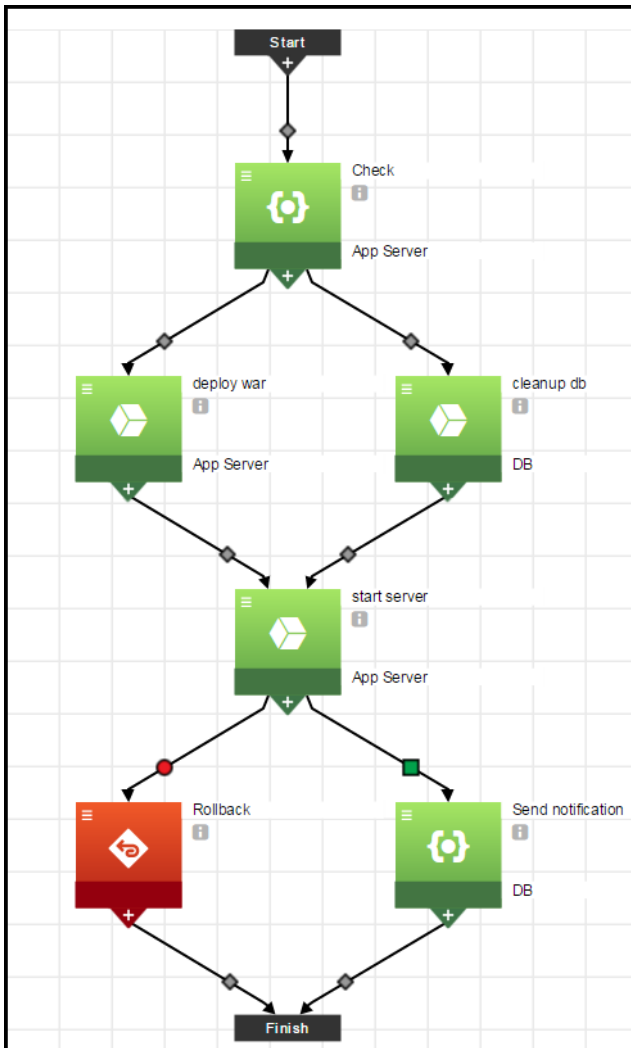 Start
Check
App Server
deploy war
App Server
cleanup db
DB
start server
App Server
Rollback
Send notification
DB
Finish